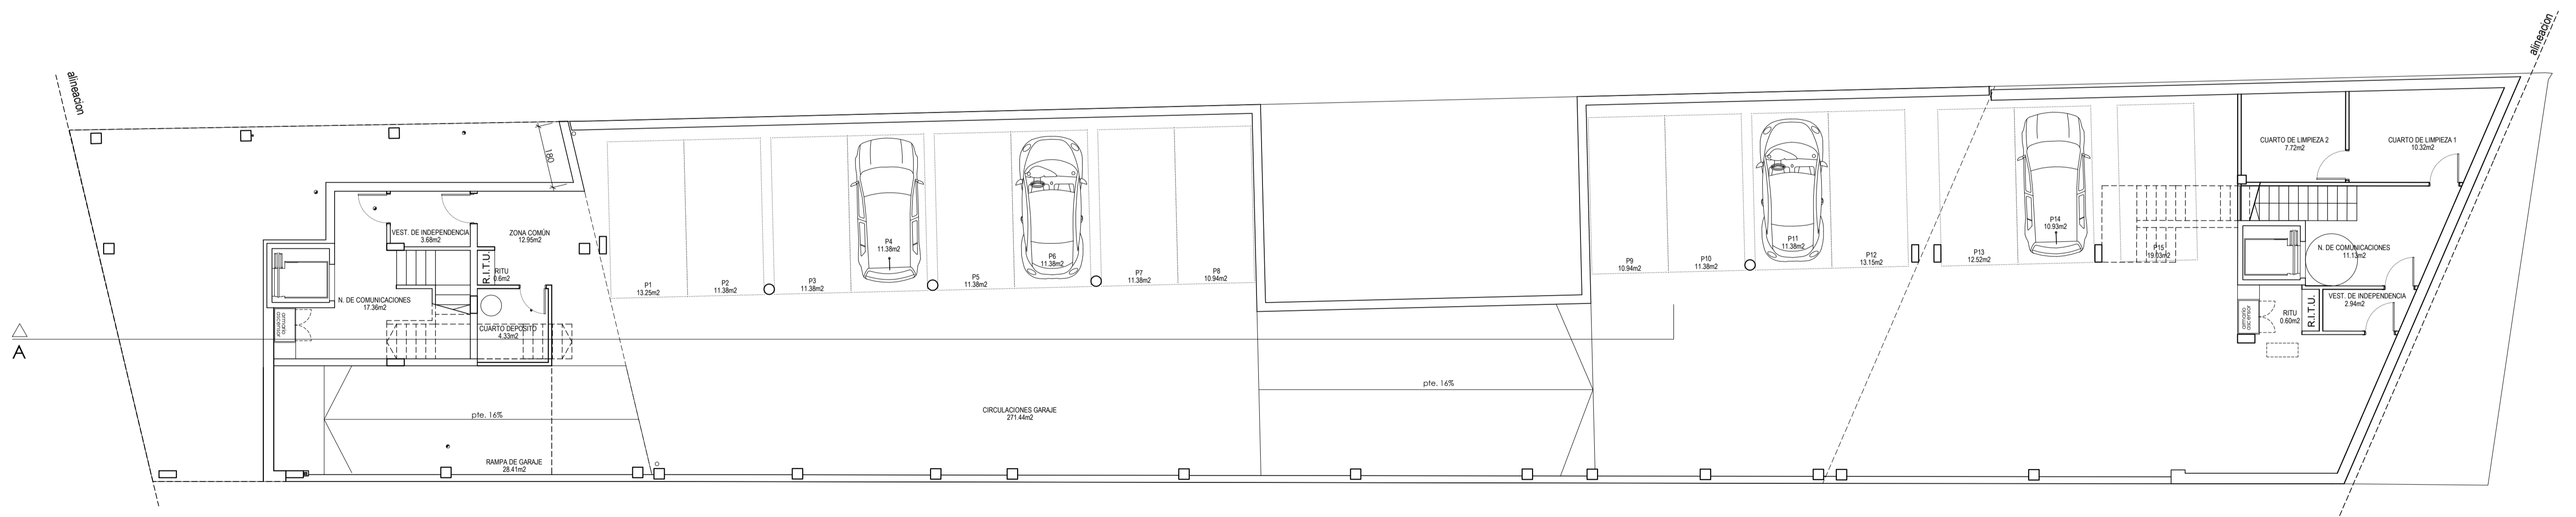 alineacion
alineacion
180
CUARTO DE LIMPIEZA 2
7.72m2
CUARTO DE LIMPIEZA 1
10.32m2
VEST. DE INDEPENDENCIA
3.68m2
ZONA COMÚN
12.95m2
R.I.T.U.
RITU
0.6m2
N. DE COMUNICACIONES
17.36m2
armario
ascensor
CUARTO DEPOSITO
4.33m2
P1
13.25m2
P2
11.38m2
P3
11.38m2
P4
11.38m2
P5
11.38m2
P6
11.38m2
P7
11.38m2
P8
10.94m2
P9
10.94m2
P10
11.38m2
P11
11.38m2
P12
13.15m2
P13
12.52m2
P14
10.93m2
P15
19.03m2
N. DE COMUNICACIONES
11.13m2
VEST. DE INDEPENDENCIA
2.94m2
R.I.T.U.
RITU
0.60m2
armario
ascensor
A
pte. 16%
pte. 16%
CIRCULACIONES GARAJE
271.44m2
RAMPA DE GARAJE
28.41m2